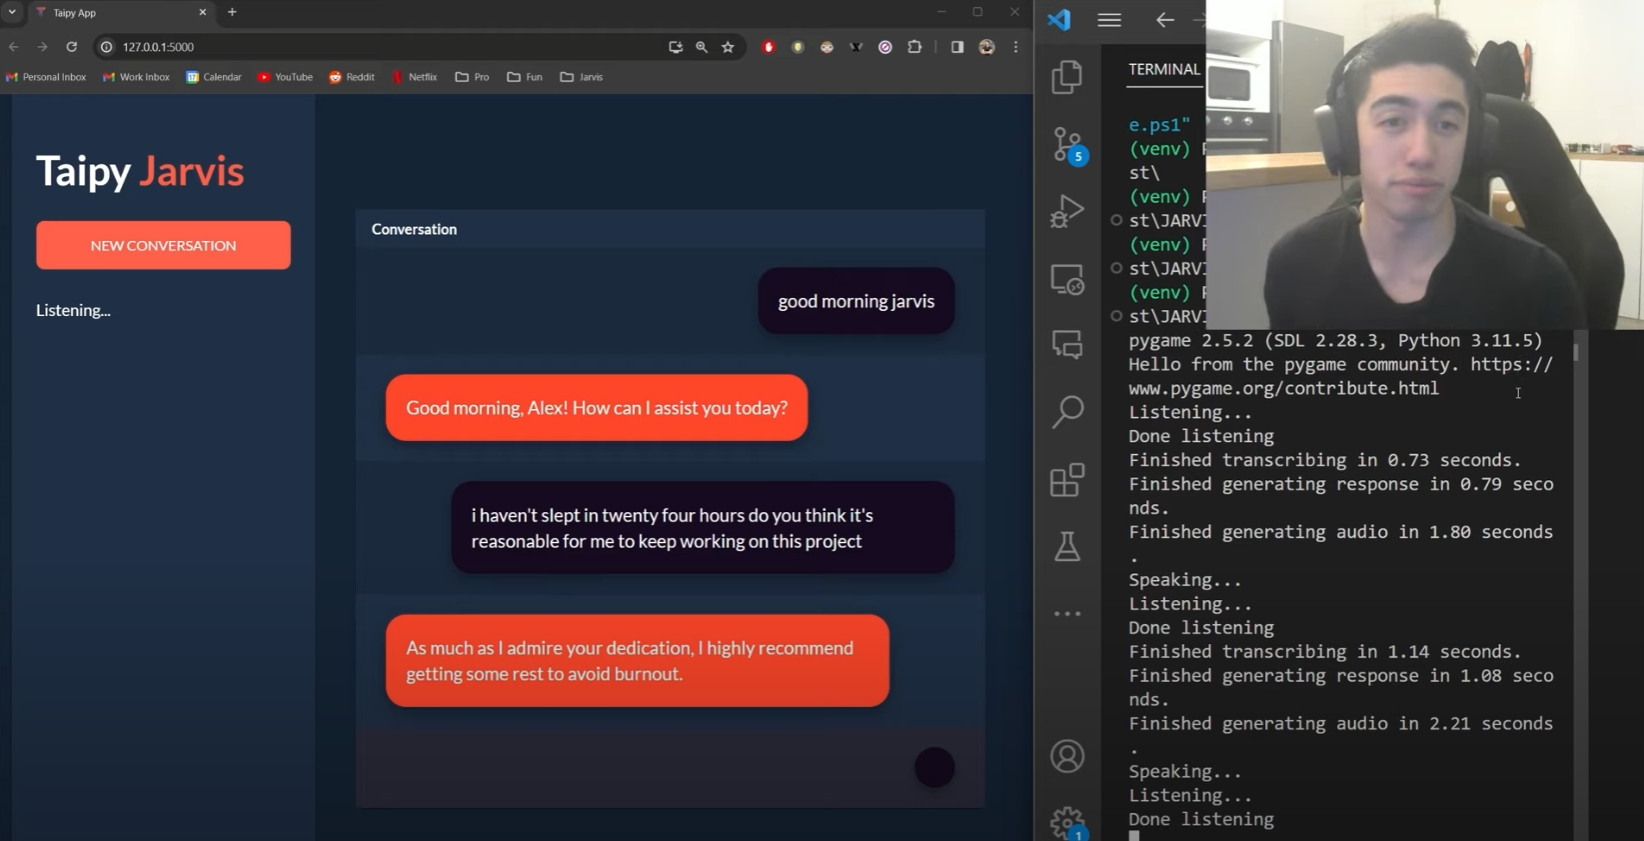 Taipy App
127.0.0.1:5000
Personal Inbox
Work Inbox
Calendar
YouTube
Reddit
Netflix
Pro
Fun
Jarvis
Taipy Jarvis
NEW CONVERSATION
Listening...
Conversation
good morning jarvis
Good morning, Alex! How can I assist you today?
i haven't slept in twenty four hours do you think it's
reasonable for me to keep working on this project
As much as I admire your dedication, I highly recommend
getting some rest to avoid burnout.
5
1
TERMINAL
e.ps1"
(venv)
st\
(venv)
st\JARVI
(venv)
st\JARVI
(venv)
st\JARVI
pygame 2.5.2 (SDL 2.28.3, Python 3.11.5)
Hello from the pygame community. https://
www.pygame.org/contribute.html
Listening...
Done listening
Finished transcribing in 0.73 seconds.
Finished generating response in 0.79 seco
nds.
Finished generating audio in 1.80 seconds
.
Speaking...
Listening...
Done listening
Finished transcribing in 1.14 seconds.
Finished generating response in 1.08 seco
nds.
Finished generating audio in 2.21 seconds
.
Speaking...
Listening...
Done listening